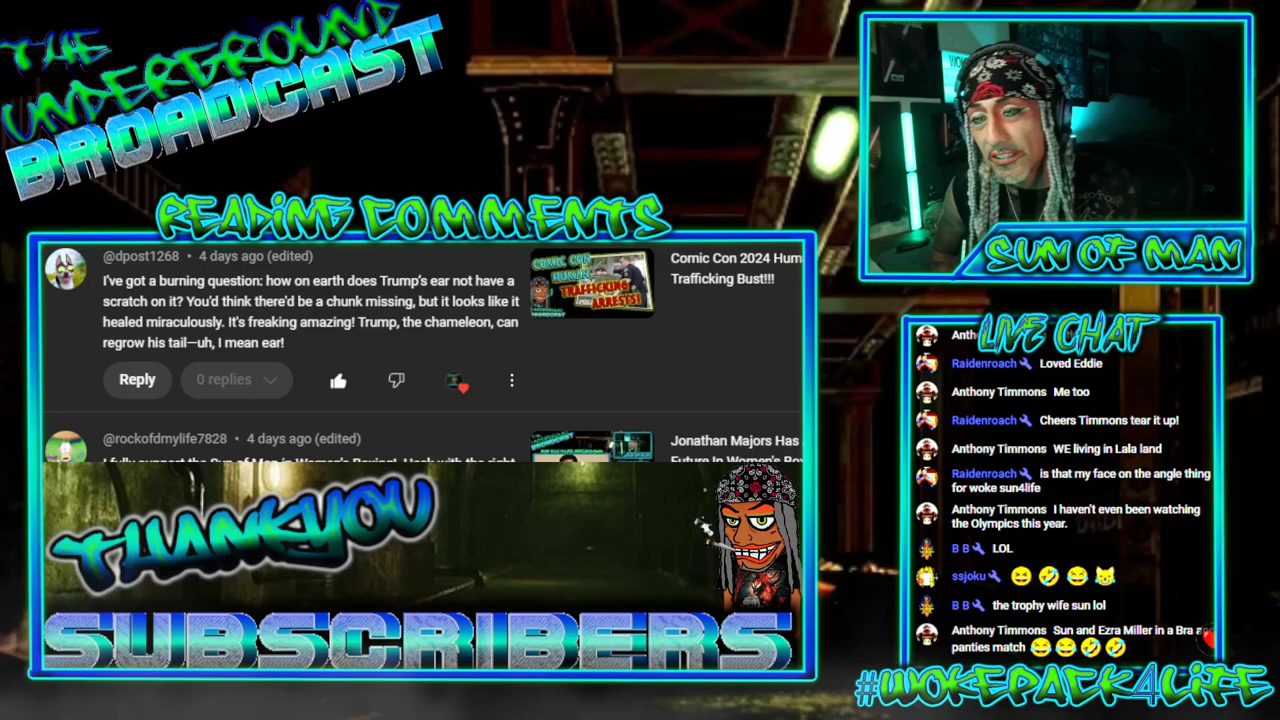 THE
UNDERGROUND
BROADCAST
READING COMMENTS
@dpost1268 • 4 days ago (edited)
I've got a burning question: how on earth does Trump's ear not have a
scratch on it? You'd think there'd be a chunk missing, but it looks like it
healed miraculously. It's freaking amazing! Trump, the chameleon, can
regrow his tail—uh, I mean ear!
Reply
0 replies
COMIC CON
HUMAN
TRAFFICKING
ARRESTS!
Comic Con 2024 Hum
Trafficking Bust!!!
@rockofdmylife7828 • 4 days ago (edited)
Jonathan Majors Has
THANKYOU
SUBSCRIBERS
SUN OF MAN
LIVE CHAT
Anth
Raidenroach Loved Eddie
Anthony Timmons Me too
Raidenroach Cheers Timmons tear it up!
Anthony Timmons WE living in Lala land
Raidenroach is that my face on the angle thing
for woke sun4life
Anthony Timmons I haven't even been watching
the Olympics this year.
B B LOL
ssjoku 😆 🤣 😂 😹
B B the trophy wife sun lol
Anthony Timmons Sun and Ezra Miller in a Bra a
panties match 😂 😂 🤣 🤣
#WOKEPACK4LIFE